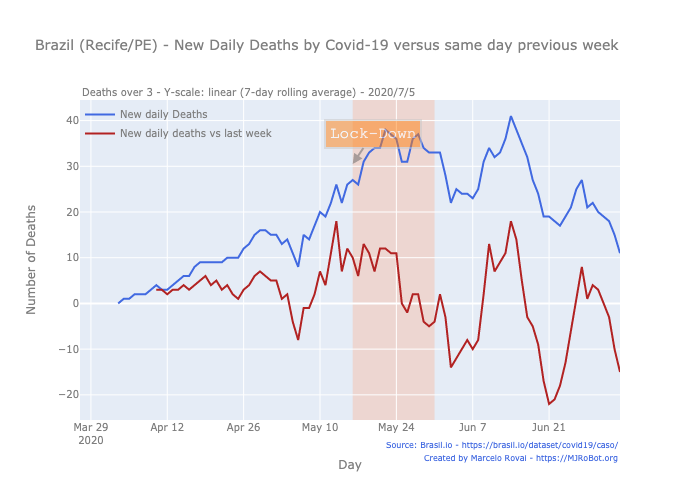 Brazil (Recife/PE) - New Daily Deaths by Covid-19 versus same day previous week
Deaths over 3 - Y-scale: linear (7-day rolling average) - 2020/7/5
New daily Deaths
New daily deaths vs last week
Lock-Down
40
30
20
10
0
−10
−20
Number of Deaths
Mar 29 Apr 12 Apr 26 May 10 May 24 Jun 7 Jun 21
2020
Source: Brasil.io - https://brasil.io/dataset/covid19/caso/
Created by Marcelo Rovai - https://MJRoBot.org
Day